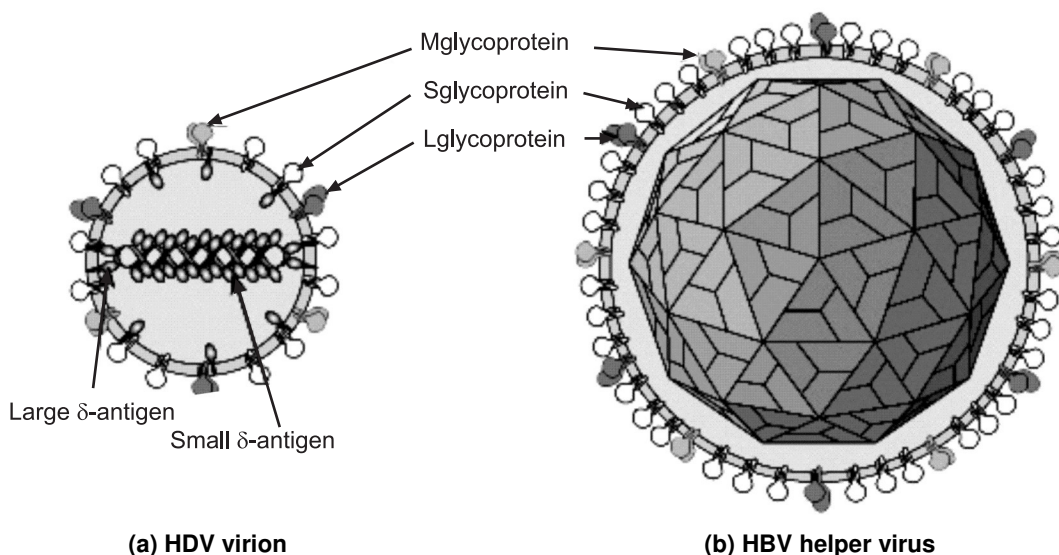 Mglycoprotein
Sglycoprotein
Lglycoprotein
Large δ-antigen
Small δ-antigen
(a) HDV virion
(b) HBV helper virus